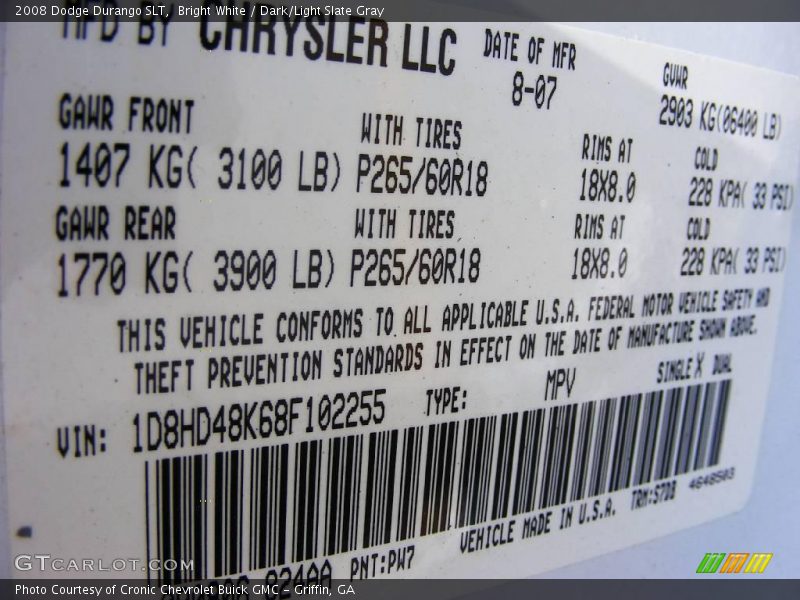 2008 Dodge Durango SLT, Bright White / Dark/Light Slate Gray
MFD BY CHRYSLER LLC DATE OF MFR GVWR
8-07 2903 KG(06400 LB)
GAWR FRONT WITH TIRES RIMS AT COLD
1407 KG( 3100 LB) P265/60R18 18X8.0 228 KPA( 33 PSI)
GAWR REAR WITH TIRES RIMS AT COLD
1770 KG( 3900 LB) P265/60R18 18X8.0 228 KPA( 33 PSI)
THIS VEHICLE CONFORMS TO ALL APPLICABLE U.S.A. FEDERAL MOTOR VEHICLE SAFETY AND
THEFT PREVENTION STANDARDS IN EFFECT ON THE DATE OF MANUFACTURE SHOWN ABOVE.
VIN: 1D8HD48K68F102255 TYPE: MPV SINGLE X DUAL
024AA PNT:PW7 VEHICLE MADE IN U.S.A. TRM:S7DB 4648503
GTCarlot.com
Photo Courtesy of Cronic Chevrolet Buick GMC - Griffin, GA